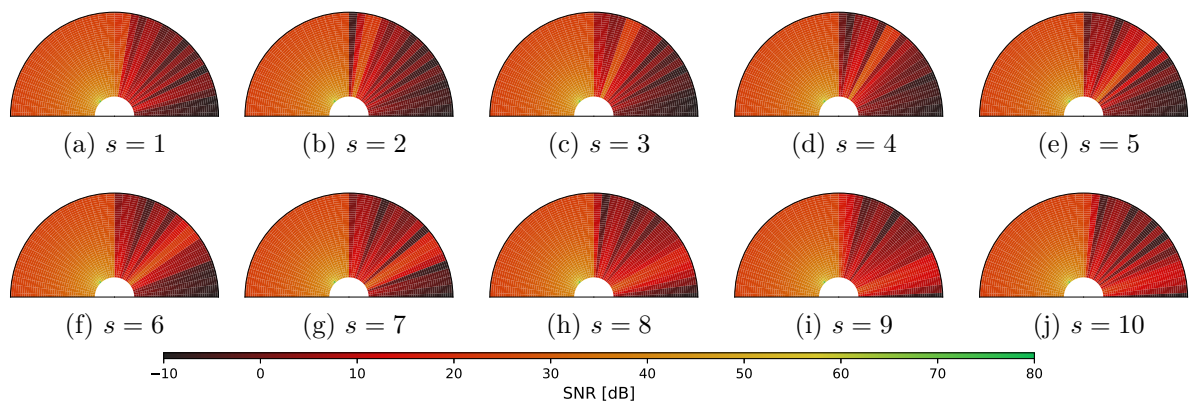 (a) s = 1
(b) s = 2
(c) s = 3
(d) s = 4
(e) s = 5
(f) s = 6
(g) s = 7
(h) s = 8
(i) s = 9
(j) s = 10
−10 0 10 20 30 40 50 60 70 80
SNR [dB]